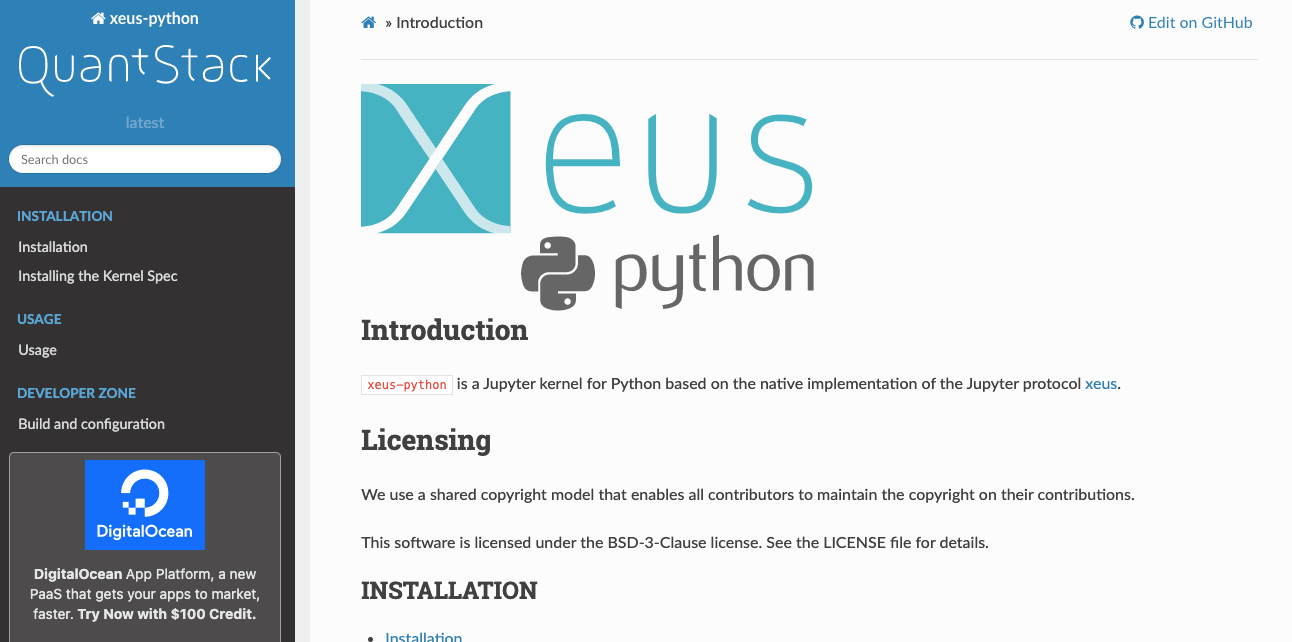 xeus-python
QuantStack
latest
Search docs
INSTALLATION
Installation
Installing the Kernel Spec
USAGE
Usage
DEVELOPER ZONE
Build and configuration
DigitalOcean
DigitalOcean App Platform, a new
PaaS that gets your apps to market,
faster. Try Now with $100 Credit.
» Introduction
Edit on GitHub
Xeus
python
Introduction
xeus-python is a Jupyter kernel for Python based on the native implementation of the Jupyter protocol xeus.
Licensing
We use a shared copyright model that enables all contributors to maintain the copyright on their contributions.
This software is licensed under the BSD-3-Clause license. See the LICENSE file for details.
INSTALLATION
• Installation